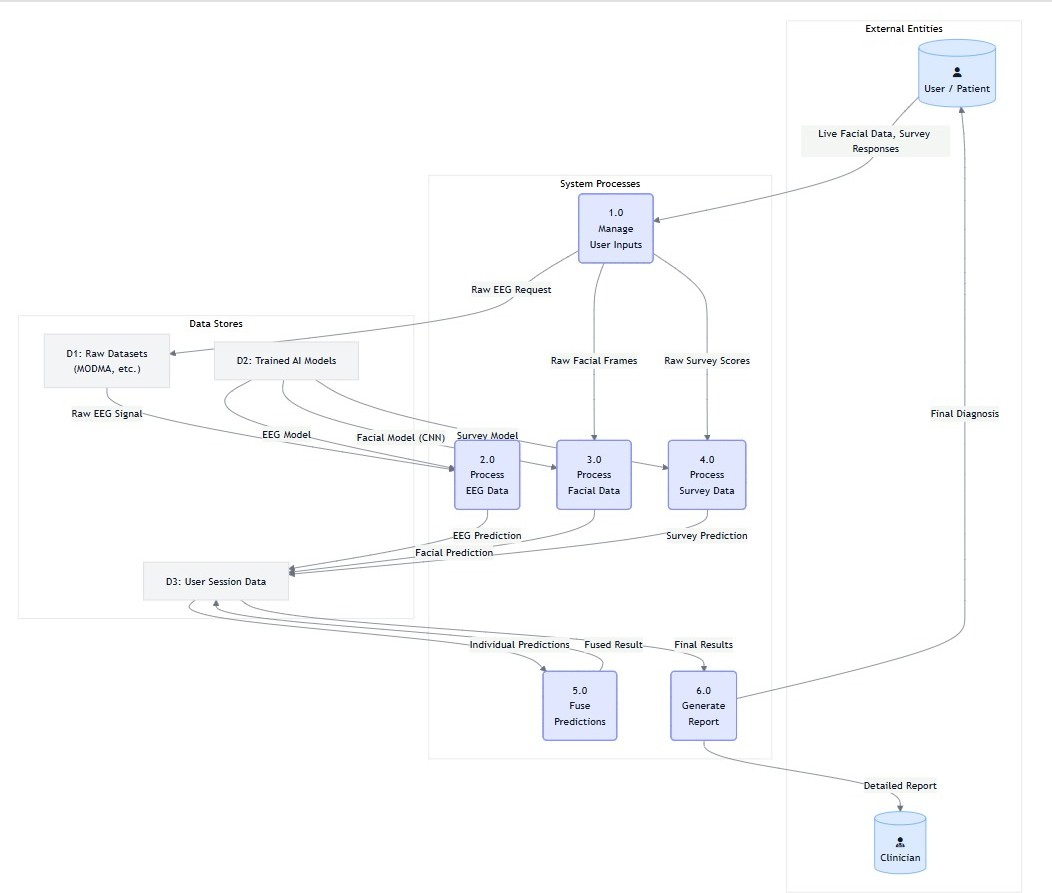 External Entities
User / Patient
Live Facial Data, Survey
Responses
System Processes
1.0
Manage
User Inputs
Raw EEG Request
Data Stores
D1: Raw Datasets
(MODMA, etc.)
D2: Trained AI Models
Raw Facial Frames
Raw Survey Scores
Raw EEG Signal
Final Diagnosis
EEG Model
Facial Model (CNN)
Survey Model
2.0
Process
EEG Data
3.0
Process
Facial Data
4.0
Process
Survey Data
EEG Prediction
Survey Prediction
Facial Prediction
D3: User Session Data
Individual Predictions
Fused Result
Final Results
5.0
Fuse
Predictions
6.0
Generate
Report
Detailed Report
Clinician